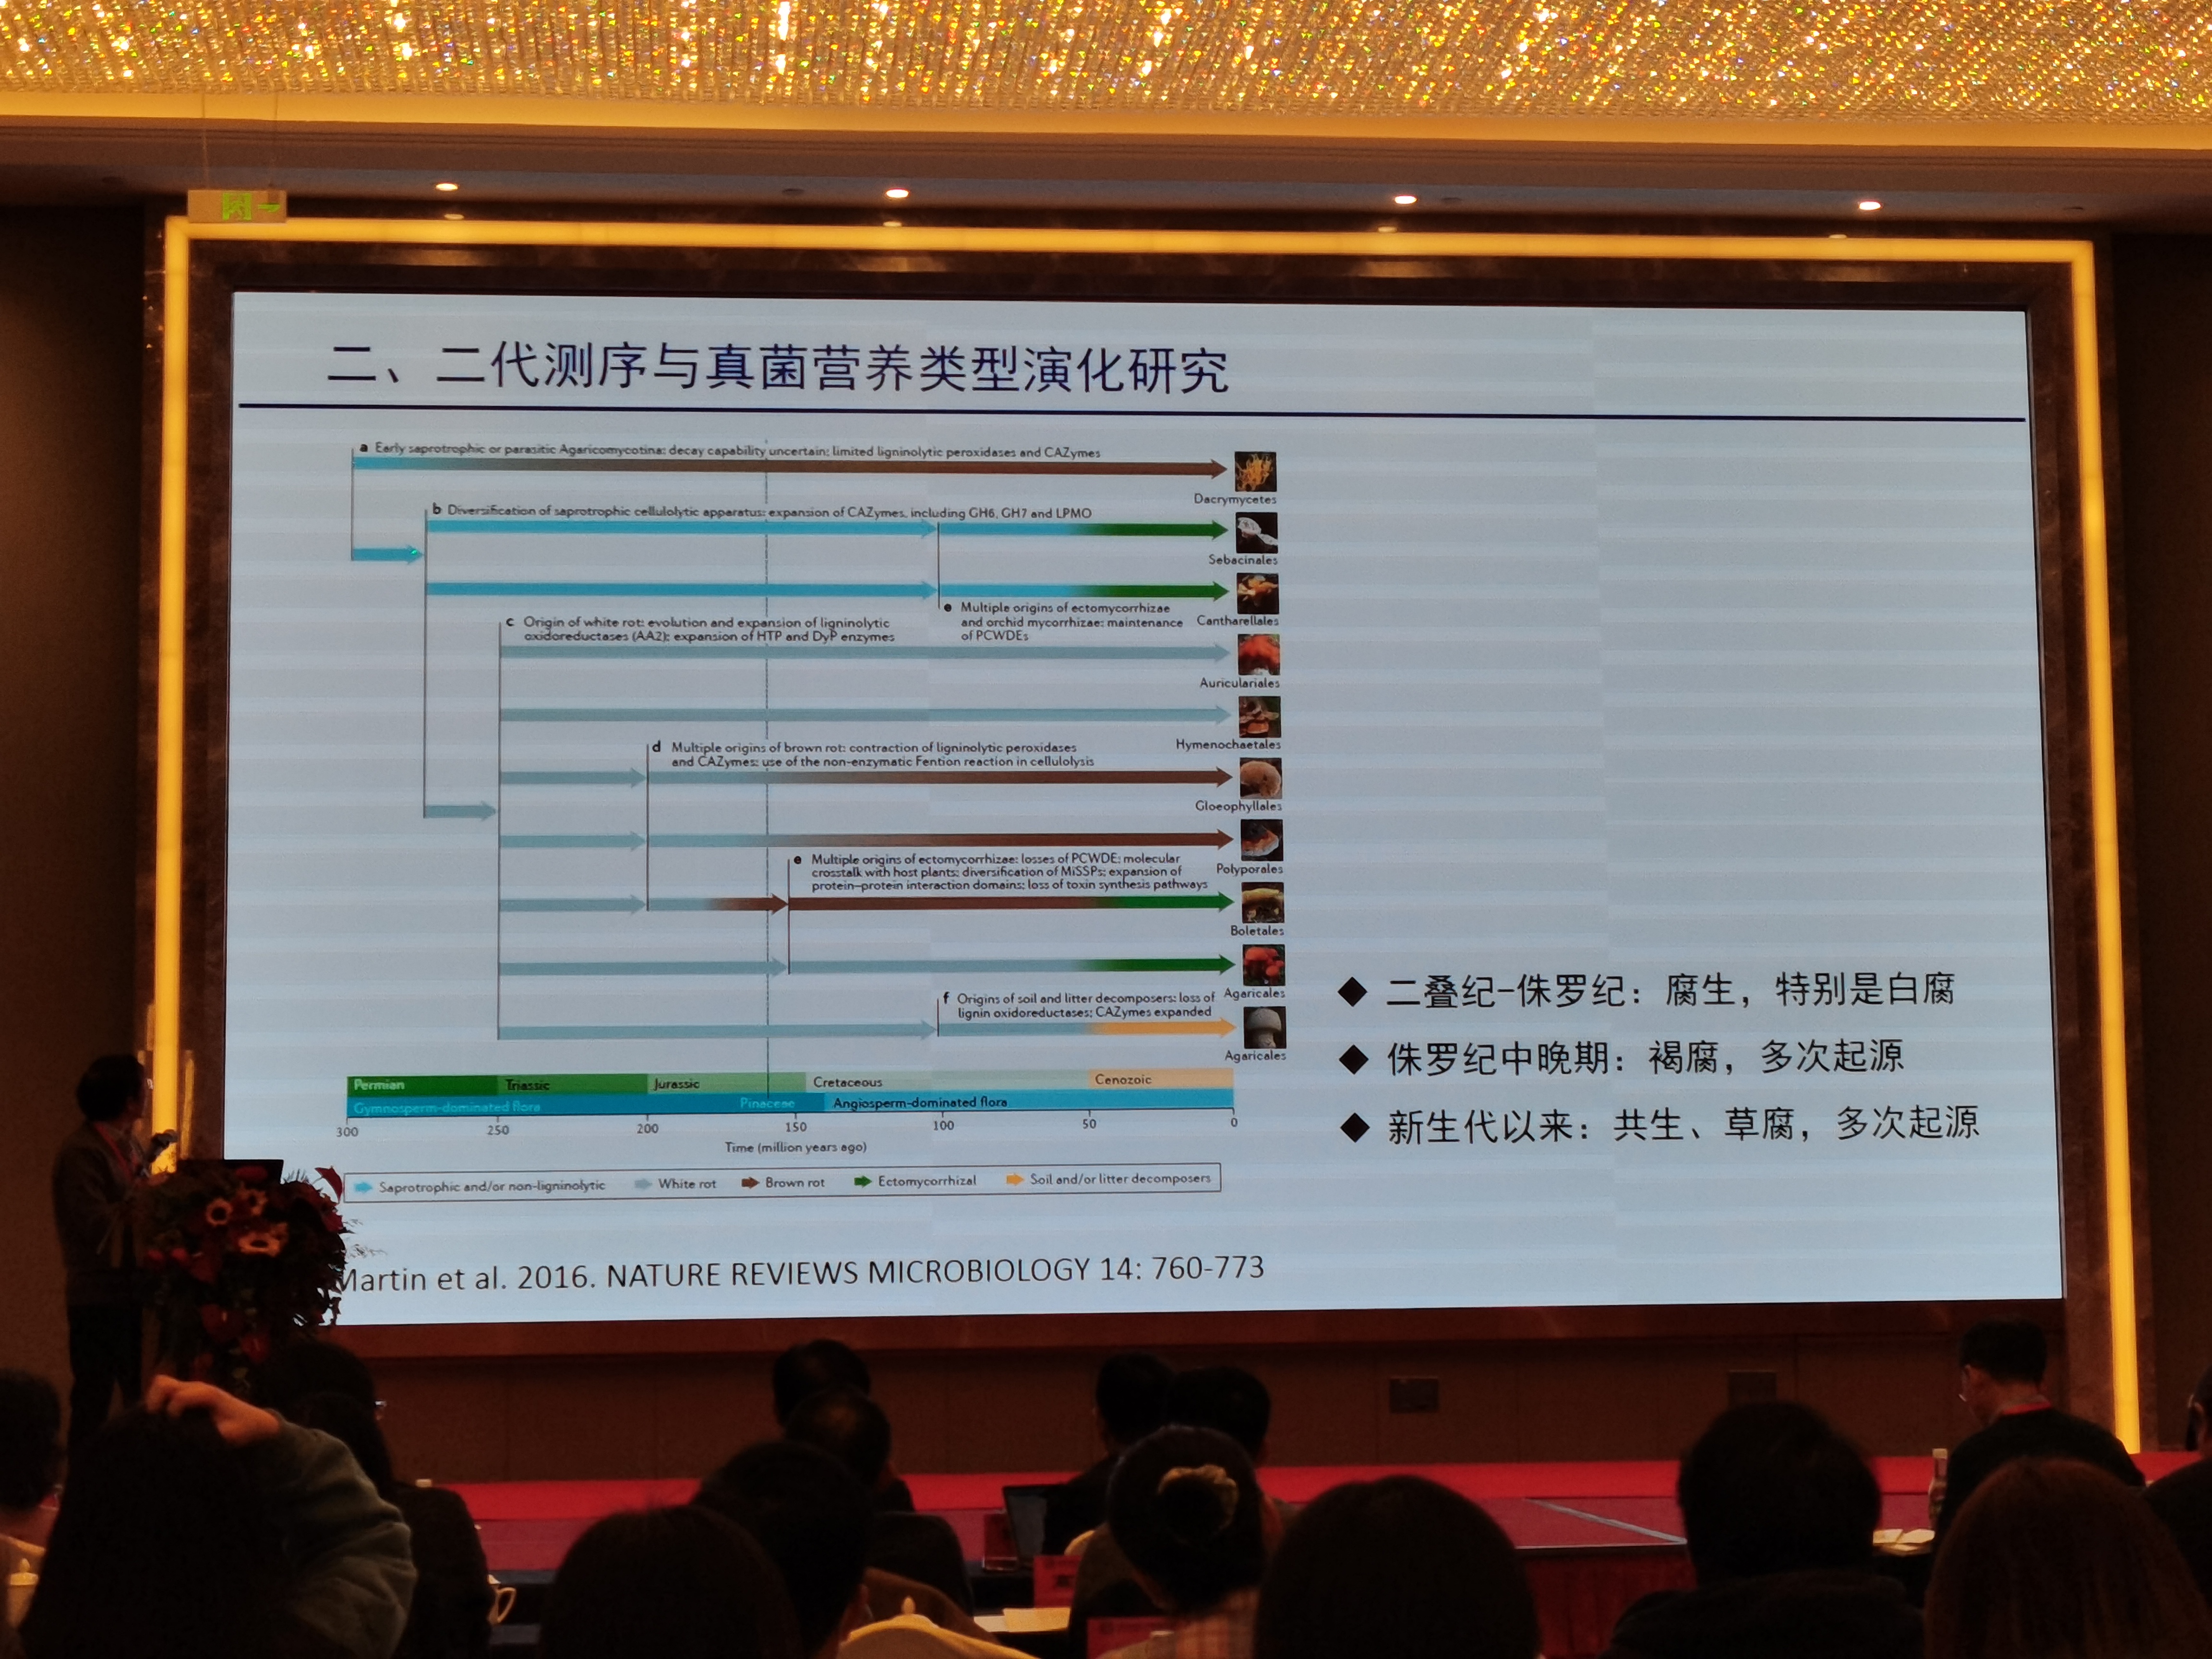 二、二代测序与真菌营养类型演化研究
a Early saprotrophic or parasitic Agaricomycotina: decay capability uncertain; limited ligninolytic peroxidases and CAZymes
Dacrymycetes
b Diversification of saprotrophic cellulolytic apparatus: expansion of CAZymes, including GH6, GH7 and LPMO
Sebacinales
e Multiple origins of ectomycorrhizae
and orchid mycorrhizae: maintenance
of PCWDEs
Cantharellales
c Origin of white rot: evolution and expansion of ligninolytic
oxidoreductases (AA2); expansion of HTP and DyP enzymes
Auriculariales
Hymenochaetales
d Multiple origins of brown rot: contraction of ligninolytic peroxidases
and CAZymes; use of the non-enzymatic Fention reaction in cellulolysis
Gloeophyllales
Polyporales
e Multiple origins of ectomycorrhizae: losses of PCWDE; molecular
crosstalk with host plants; diversification of MiSSPs; expansion of
protein–protein interaction domains; loss of toxin synthesis pathways
Boletales
Agaricales
f Origins of soil and litter decomposers: loss of
lignin oxidoreductases; CAZymes expanded
Agaricales
Permian Triassic Jurassic Cretaceous Cenozoic
Gymnosperm-dominated flora Pinaceae Angiosperm-dominated flora
300 250 200 150 100 50 0
Time (million years ago)
Saprotrophic and/or non-ligninolytic White rot Brown rot Ectomycorrhizal Soil and/or litter decomposers
◆ 二叠纪-侏罗纪：腐生，特别是白腐
◆ 侏罗纪中晚期：褐腐，多次起源
◆ 新生代以来：共生、草腐，多次起源
Martin et al. 2016. NATURE REVIEWS MICROBIOLOGY 14: 760-773